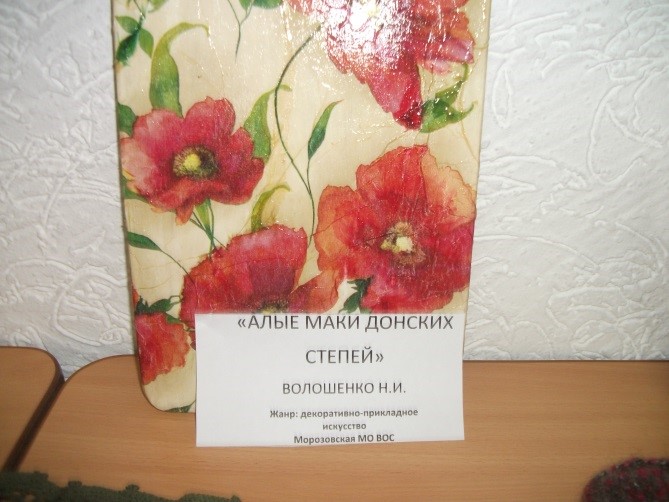 «АЛЫЕ МАКИ ДОНСКИХ
СТЕПЕЙ»
ВОЛОШЕНКО Н.И.
Жанр: декоративно-прикладное
искусство
Морозовская МО ВОС